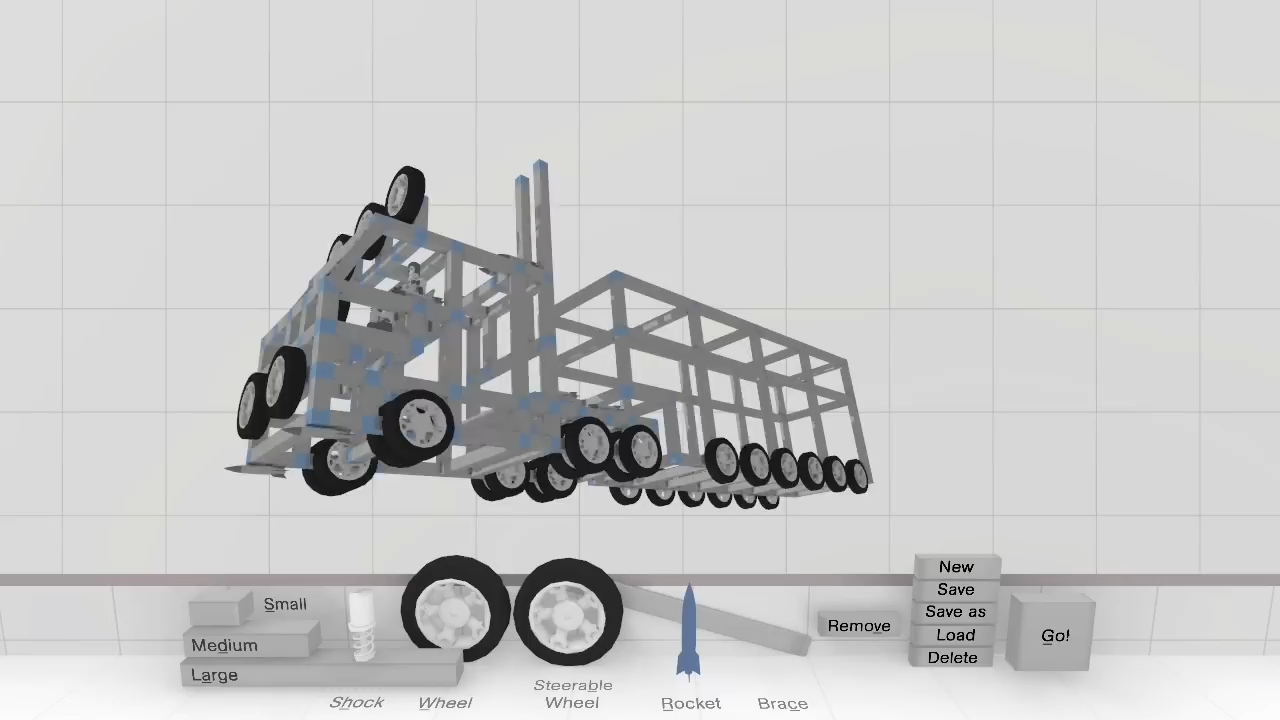 Small
Medium
Large
Shock
Wheel
Steerable
Wheel
Rocket
Brace
Remove
New
Save
Save as
Load
Delete
Go!